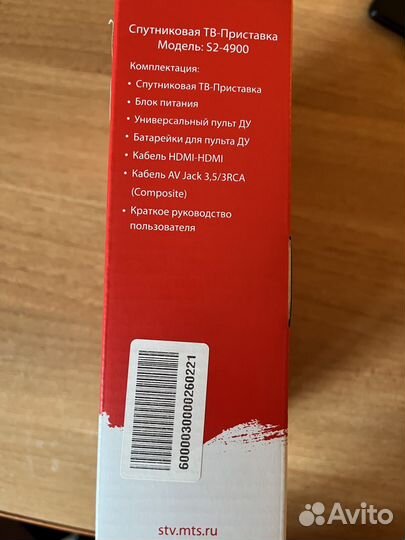 Спутниковая ТВ-Приставка
Модель: S2-4900
Комплектация:
• Спутниковая ТВ-Приставка
• Блок питания
• Универсальный пульт ДУ
• Батарейки для пульта ДУ
• Кабель HDMI-HDMI
• Кабель AV Jack 3,5/3RCA
(Composite)
• Краткое руководство
пользователя
6000030000260221
stv.mts.ru
Avito